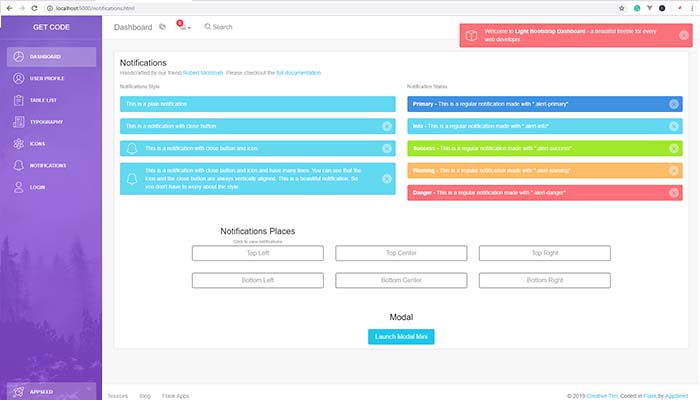 localhost:5000/notifications.html
GET CODE
DASHBOARD
USER PROFILE
TABLE LIST
TYPOGRAPHY
ICONS
NOTIFICATIONS
LOGIN
APPSEED
Dashboard
5
Search
Welcome to Light Bootstrap Dashboard - a beautiful freebie for every
web developer.
Notifications
Handcrafted by our friend Robert McIntosh. Please checkout the full documentation.
Notifications Style
This is a plain notification
This is a notification with close button.
This is a notification with close button and icon.
This is a notification with close button and icon and have many lines. You can see that the
icon and the close button are always vertically aligned. This is a beautiful notification. So
you don't have to worry about the style.
Notification States
Primary - This is a regular notification made with ".alert-primary"
Info - This is a regular notification made with ".alert-info"
Success - This is a regular notification made with ".alert-success"
Warning - This is a regular notification made with ".alert-warning"
Danger - This is a regular notification made with ".alert-danger"
Notifications Places
Click to view notifications
Top Left
Top Center
Top Right
Bottom Left
Bottom Center
Bottom Right
Modal
Launch Modal Mini
Sources
Blog
Flask Apps
© 2019 Creative Tim, Coded in Flask by AppSeed